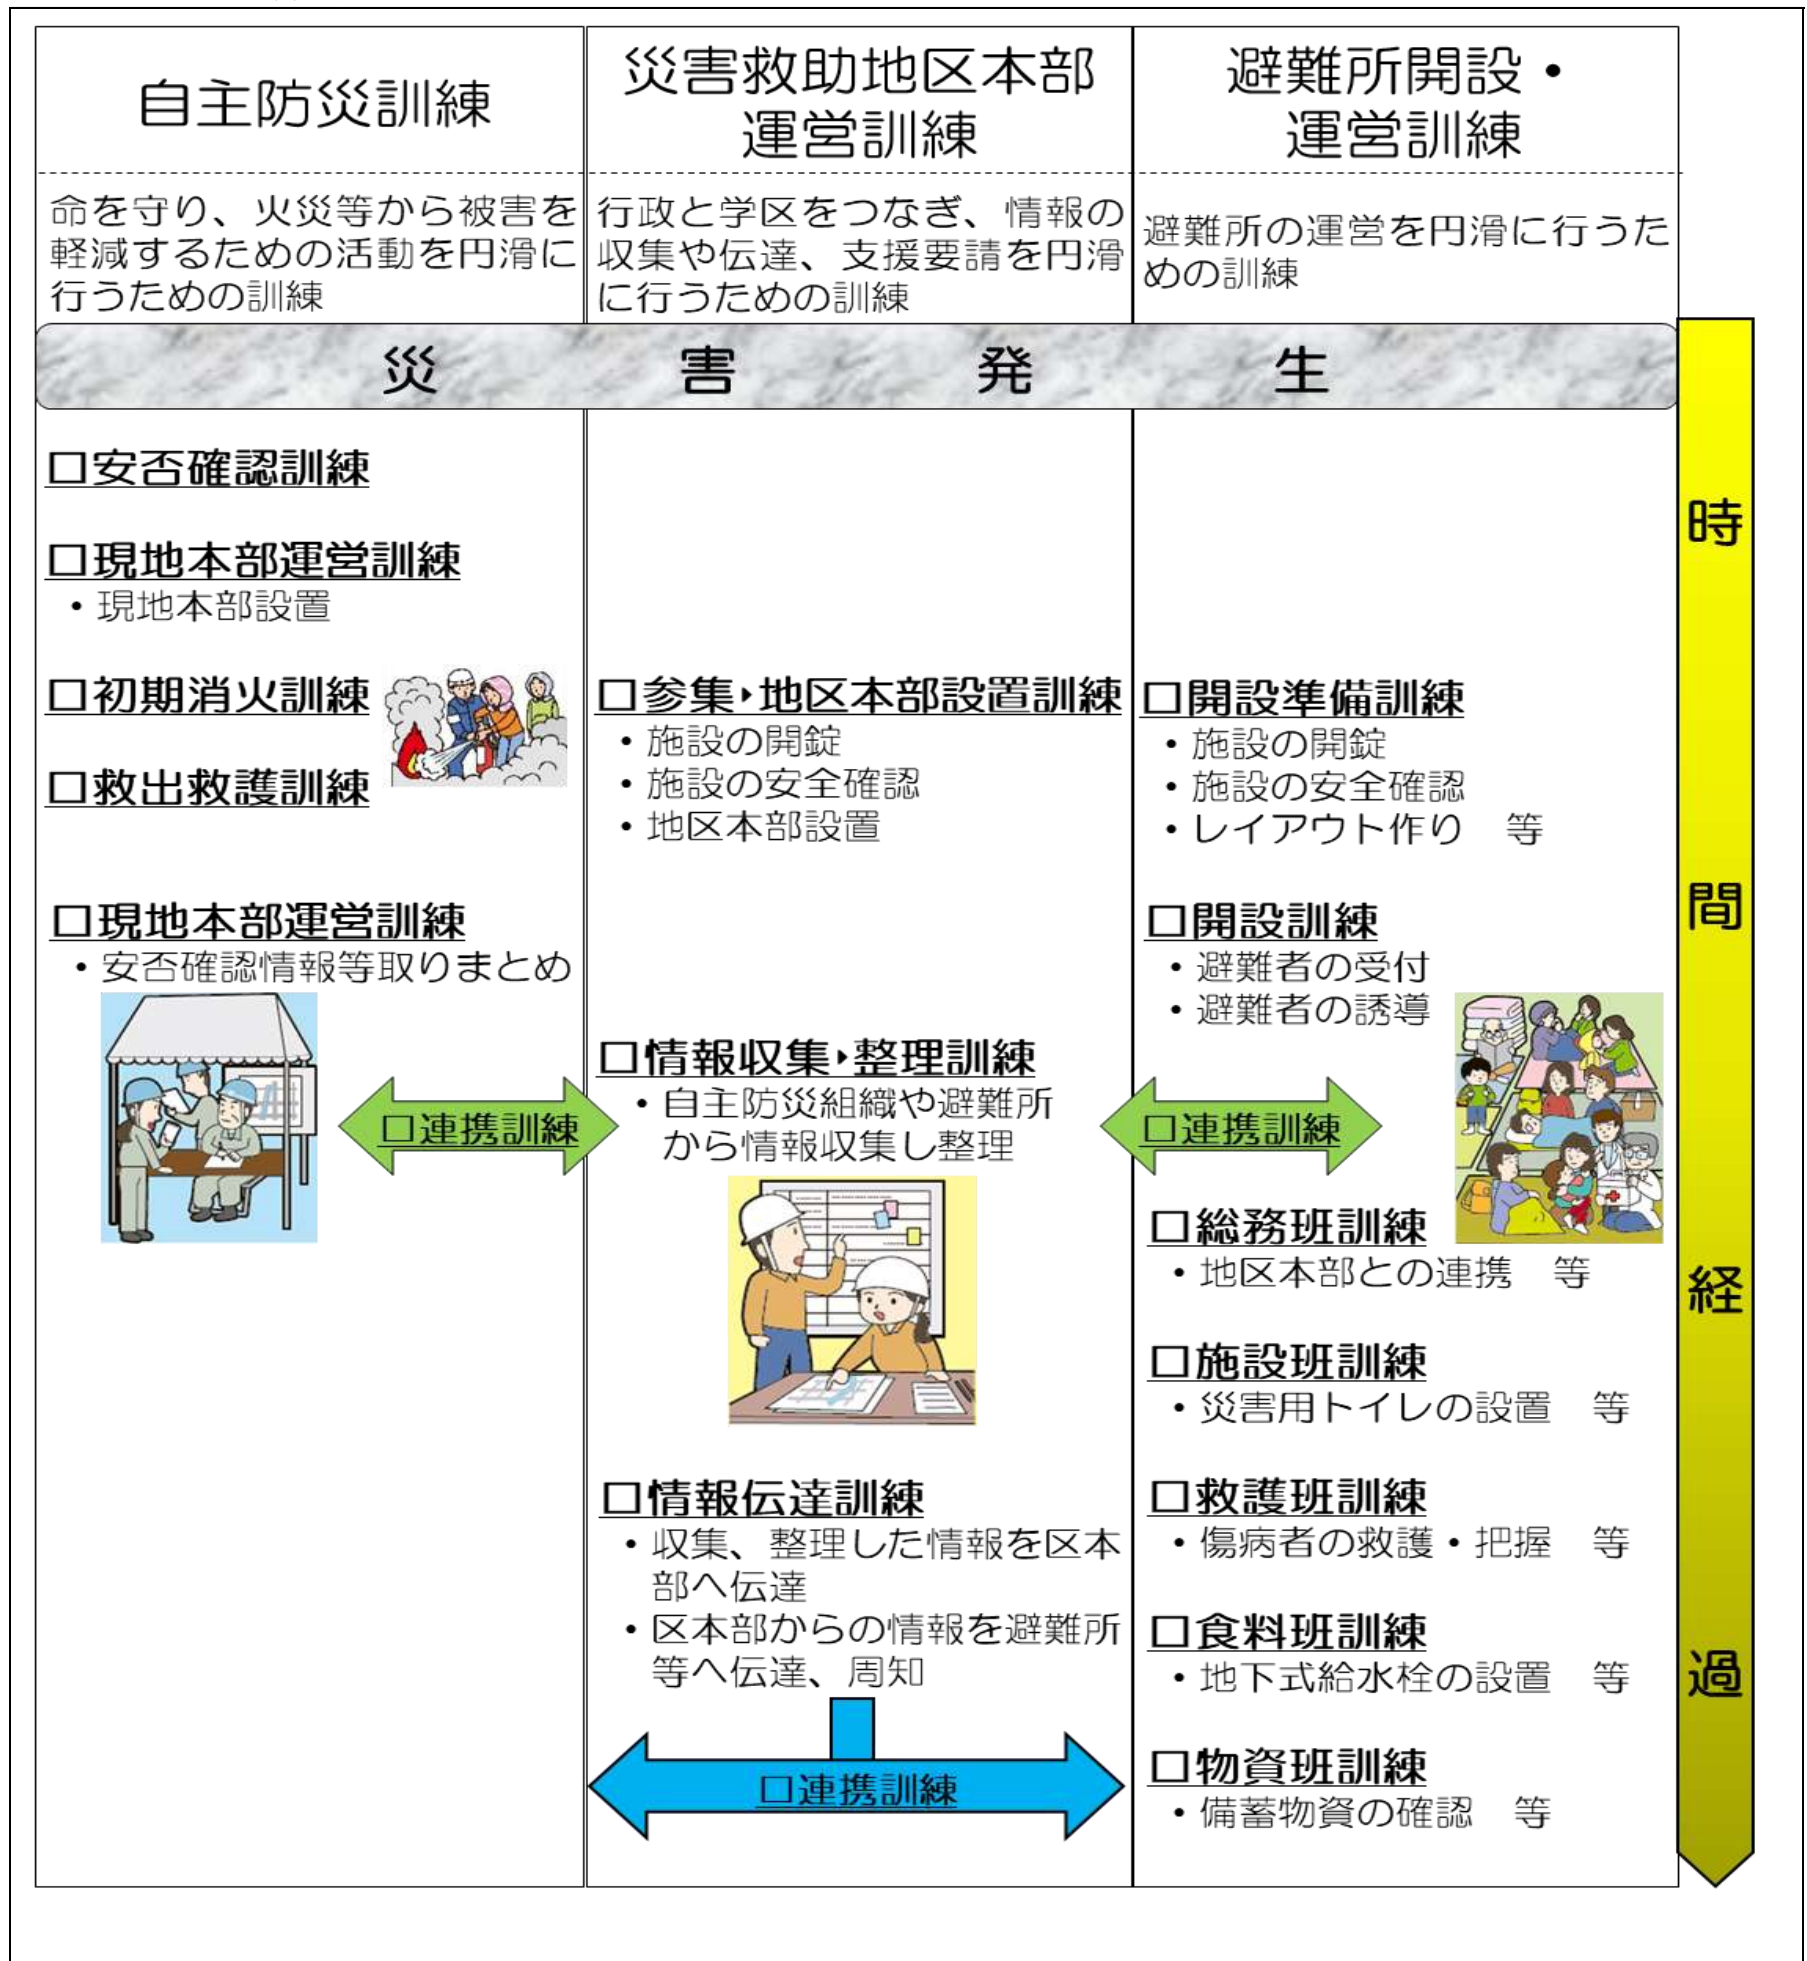 自主防災訓練
命を守り、火災等から被害を
軽減するための活動を円滑に
行うための訓練
災害救助地区本部
運営訓練
行政と学区をつなぎ、情報の
収集や伝達、支援要請を円滑
に行うための訓練
避難所開設・
運営訓練
避難所の運営を円滑に行うた
めの訓練
災害発生
□安否確認訓練
□現地本部運営訓練
・現地本部設置
□初期消火訓練
□救出救護訓練
□現地本部運営訓練
・安否確認情報等取りまとめ
□連携訓練
□参集・地区本部設置訓練
・施設の開錠
・施設の安全確認
・地区本部設置
□情報収集・整理訓練
・自主防災組織や避難所
から情報収集し整理
□情報伝達訓練
・収集、整理した情報を区本
部へ伝達
・区本部からの情報を避難所
等へ伝達、周知
□連携訓練
□開設準備訓練
・施設の開錠
・施設の安全確認
・レイアウト作り　等
□開設訓練
・避難者の受付
・避難者の誘導
□連携訓練
□総務班訓練
・地区本部との連携　等
□施設班訓練
・災害用トイレの設置　等
□救護班訓練
・傷病者の救護・把握　等
□食料班訓練
・地下式給水栓の設置　等
□物資班訓練
・備蓄物資の確認　等
時間経過